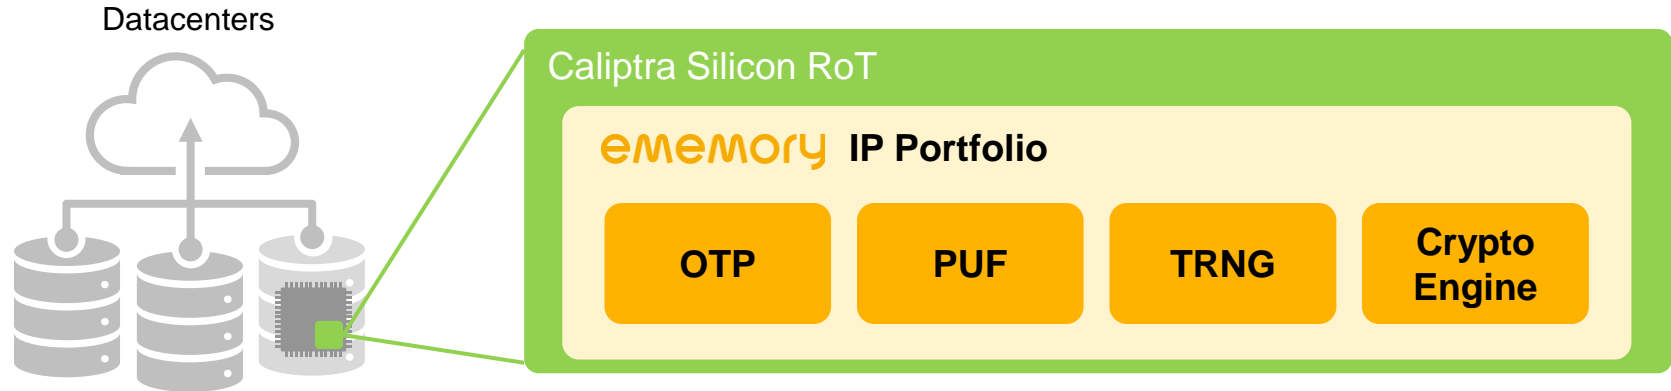 Datacenters
Caliptra Silicon RoT
ememory IP Portfolio
OTP
PUF
TRNG
Crypto
Engine